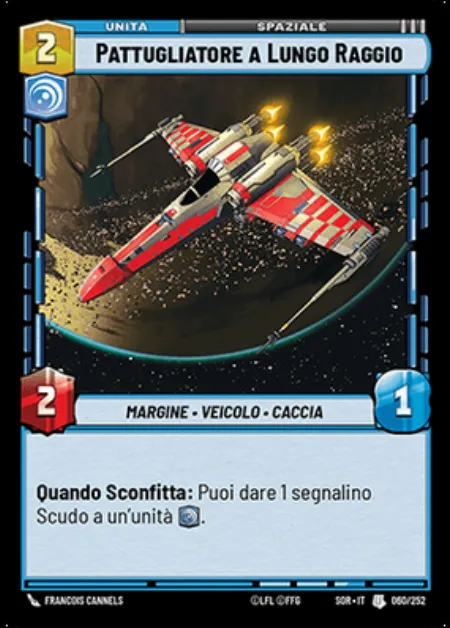 UNITÀ
SPAZIALE
2
PATTUGLIATORE A LUNGO RAGGIO
2
MARGINE • VEICOLO • CACCIA
1
Quando Sconfitta: Puoi dare 1 segnalino
Scudo a un'unità .
FRANCOIS CANNELS
©LFL ©FFG
SOR • IT
060/252